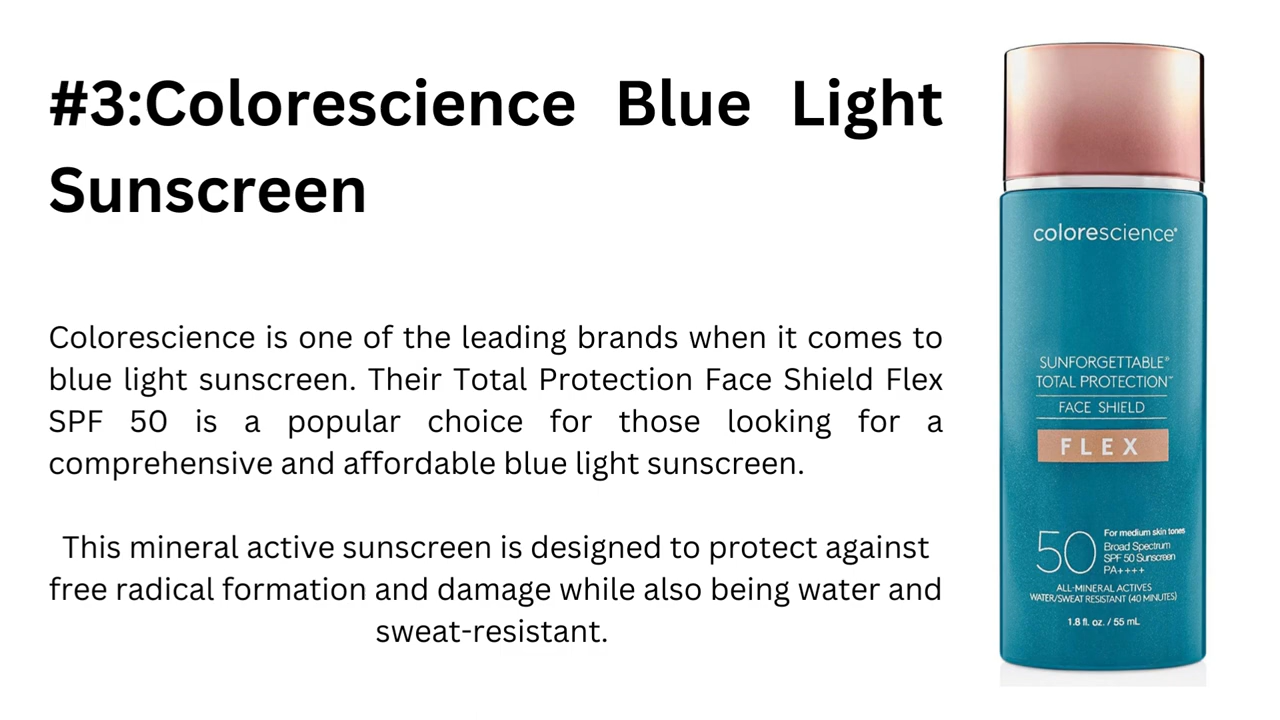 #3:Colorescience Blue Light
Sunscreen
Colorescience is one of the leading brands when it comes to
blue light sunscreen. Their Total Protection Face Shield Flex
SPF 50 is a popular choice for those looking for a
comprehensive and affordable blue light sunscreen.
This mineral active sunscreen is designed to protect against
free radical formation and damage while also being water and
sweat-resistant.
colorescience®
SUNFORGETTABLE®
TOTAL PROTECTION™
FACE SHIELD
FLEX
50
For medium skin tones
Broad Spectrum
SPF 50 Sunscreen
PA++++
ALL-MINERAL ACTIVES
WATER/SWEAT RESISTANT (40 MINUTES)
1.8 fl. oz. / 55 mL